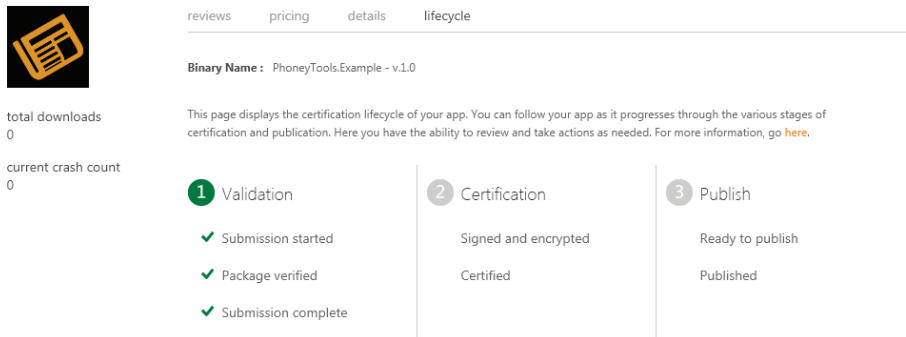 reviews pricing details lifecycle
Binary Name : PhoneyTools.Example - v.1.0
total downloads
0
current crash count
0
This page displays the certification lifecycle of your app. You can follow your app as it progresses through the various stages of
certification and publication. Here you have the ability to review and take actions as needed. For more information, go here.
1 Validation
Submission started
Package verified
Submission complete
2 Certification
Signed and encrypted
Certified
3 Publish
Ready to publish
Published